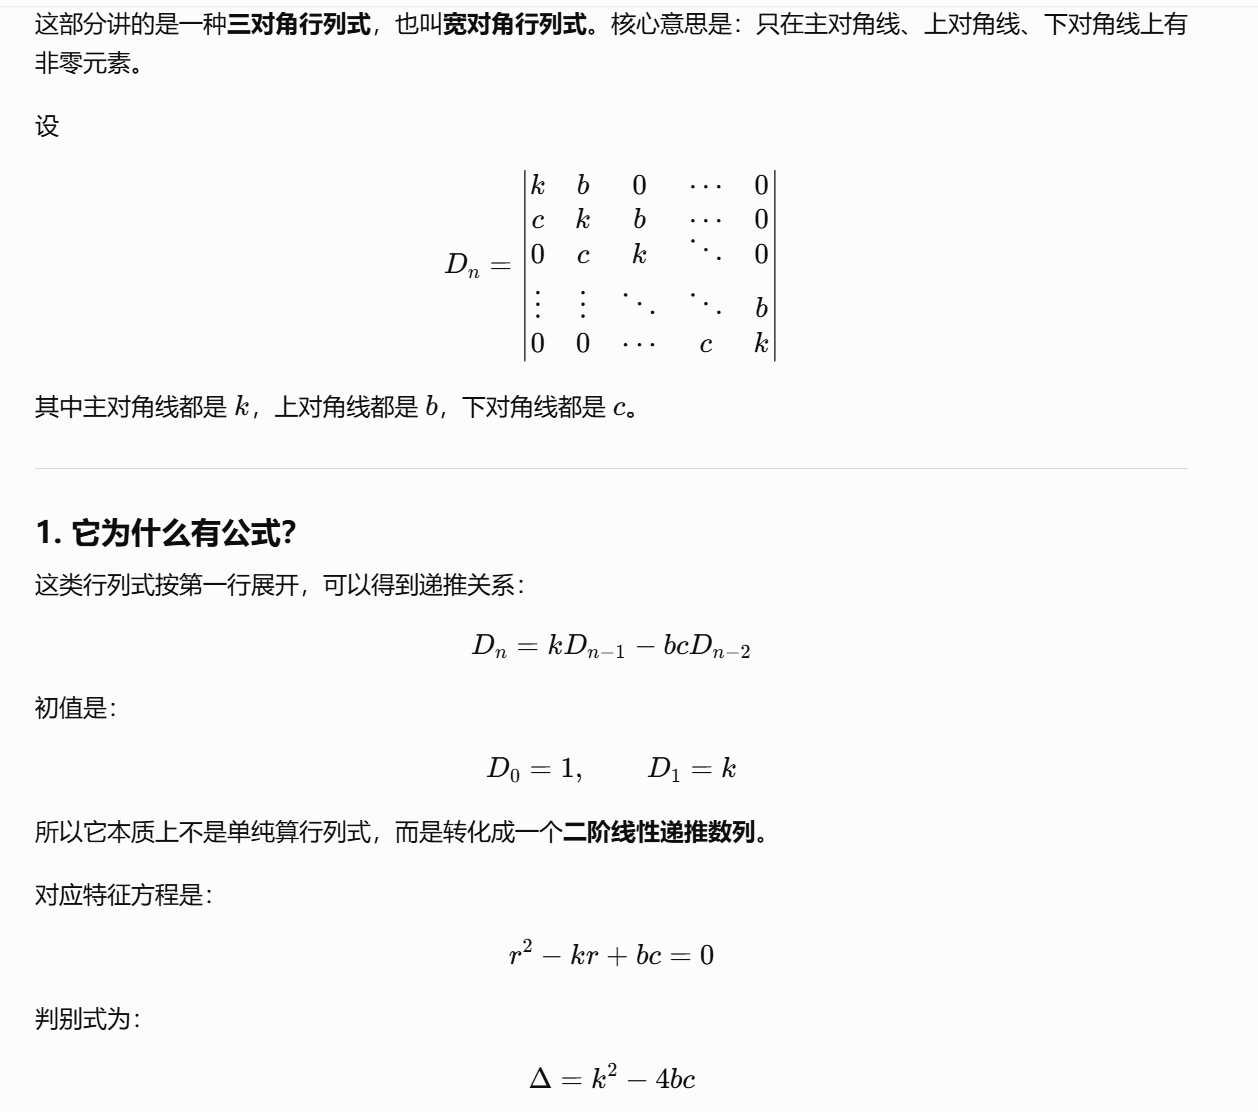 这部分讲的是一种三对角行列式，也叫宽对角行列式。核心意思是：只在主对角线、上对角线、下对角线上有
非零元素。
设
D_n = | k b 0 ⋯ 0 |
| c k b ⋯ 0 |
| 0 c k ⋱ 0 |
| ⋮ ⋮ ⋱ ⋱ b |
| 0 0 ⋯ c k |
其中主对角线都是 k，上对角线都是 b，下对角线都是 c。
1. 它为什么有公式？
这类行列式按第一行展开，可以得到递推关系：
D_n = kD_{n−1} − bcD_{n−2}
初值是：
D_0 = 1, D_1 = k
所以它本质上不是单纯算行列式，而是转化成一个二阶线性递推数列。
对应特征方程是：
r² − kr + bc = 0
判别式为：
Δ = k² − 4bc